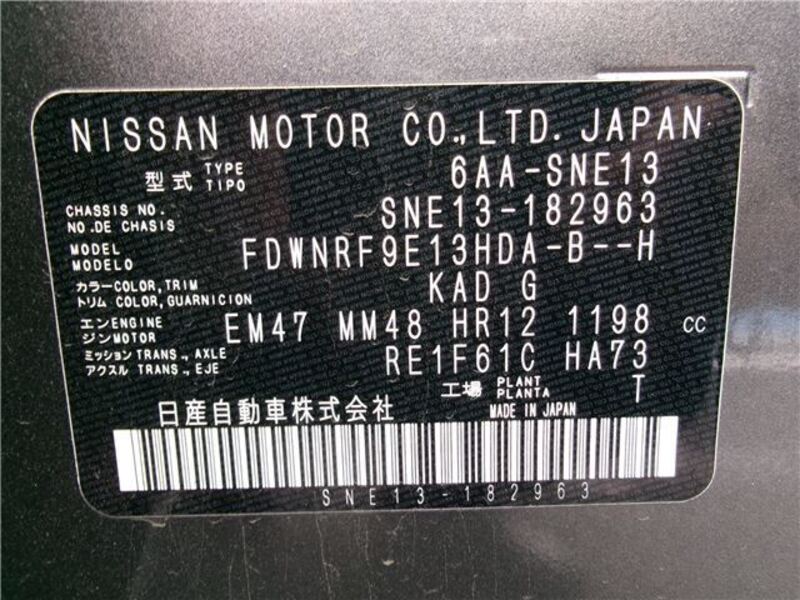 NISSAN MOTOR CO.,LTD. JAPAN
型式 TYPE TIPO 6AA-SNE13
CHASSIS NO. NO.DE CHASIS SNE13-182963
MODEL MODELO FDWNRF9E13HDA-B--H
カラーCOLOR,TRIM
トリム COLOR,GUARNICION KAD G
エンENGINE
ジンMOTOR EM47 MM48 HR12 1198 CC
ミッション TRANS., AXLE
アクスル TRANS., EJE RE1F61C HA73
工場 PLANT PLANTA T
日産自動車株式会社 MADE IN JAPAN
SNE13-182963